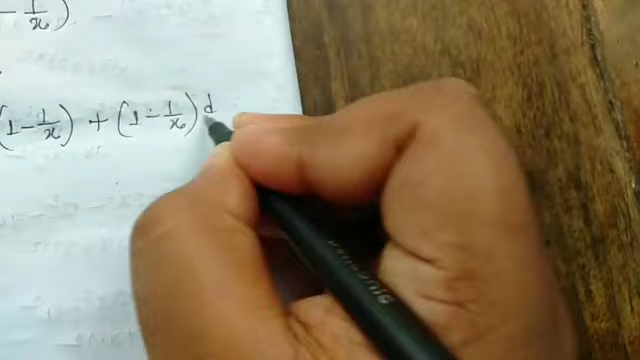 - 1/x)
(1 - 1/x) + (1 - 1/x) d